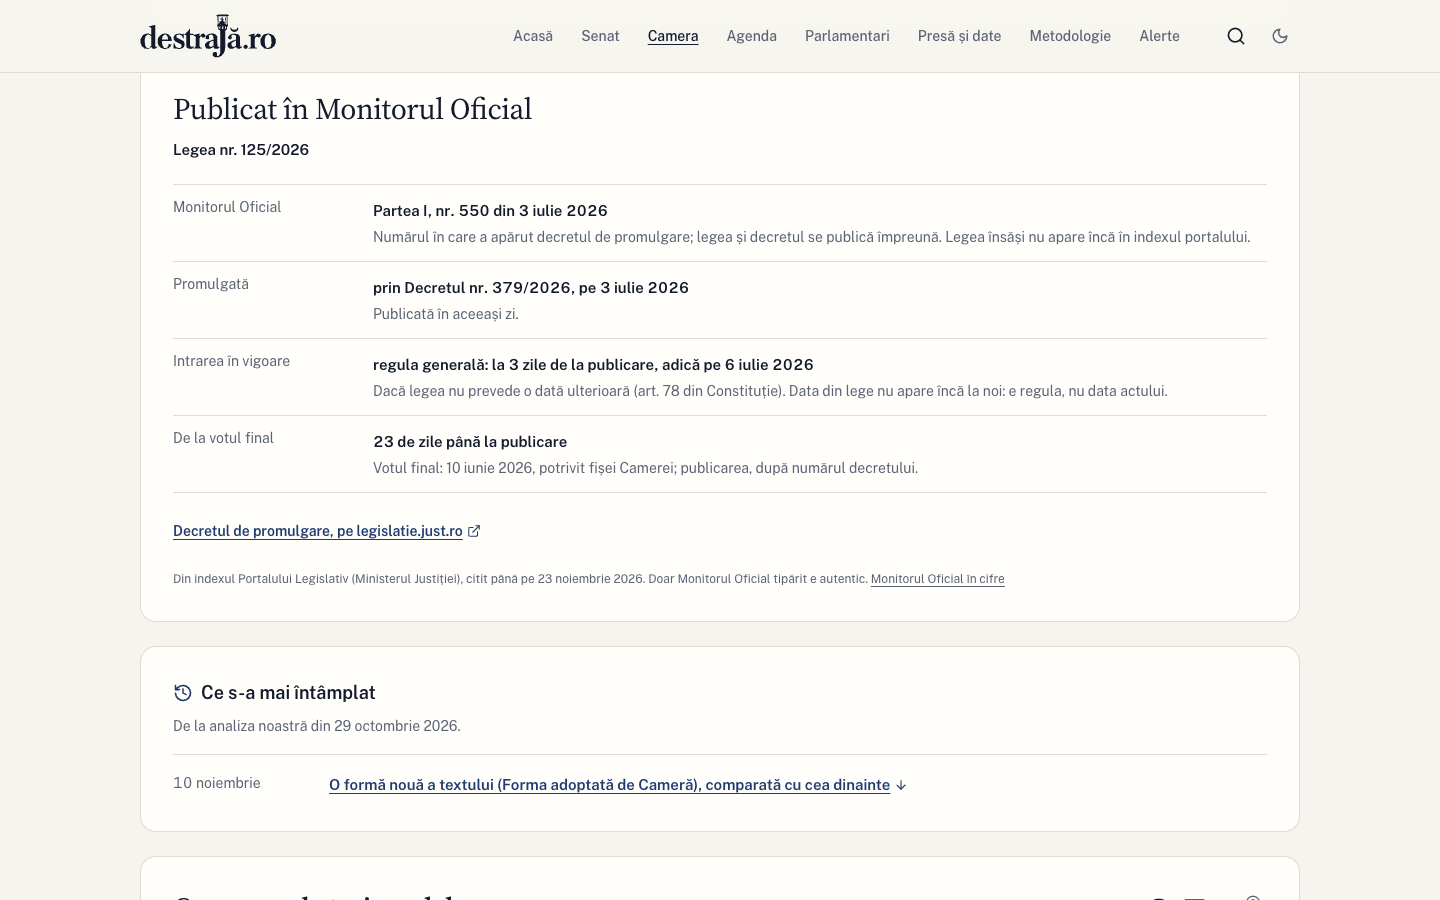 destrajă.ro
Acasă
Senat
Camera
Agenda
Parlamentari
Presă și date
Metodologie
Alerte
Publicat în Monitorul Oficial
Legea nr. 125/2026
Monitorul Oficial
Partea I, nr. 550 din 3 iulie 2026
Numărul în care a apărut decretul de promulgare; legea și decretul se publică împreună. Legea însăși nu apare încă în indexul portalului.
Promulgată
prin Decretul nr. 379/2026, pe 3 iulie 2026
Publicată în aceeași zi.
Intrarea în vigoare
regula generală: la 3 zile de la publicare, adică pe 6 iulie 2026
Dacă legea nu prevede o dată ulterioară (art. 78 din Constituție). Data din lege nu apare încă la noi: e regula, nu data actului.
De la votul final
23 de zile până la publicare
Votul final: 10 iunie 2026, potrivit fișei Camerei; publicarea, după numărul decretului.
Decretul de promulgare, pe legislatie.just.ro
Din indexul Portalului Legislativ (Ministerul Justiției), citit până pe 23 noiembrie 2026. Doar Monitorul Oficial tipărit e autentic. Monitorul Oficial în cifre
Ce s-a mai întâmplat
De la analiza noastră din 29 octombrie 2026.
10 noiembrie
O formă nouă a textului (Forma adoptată de Cameră), comparată cu cea dinainte ↓